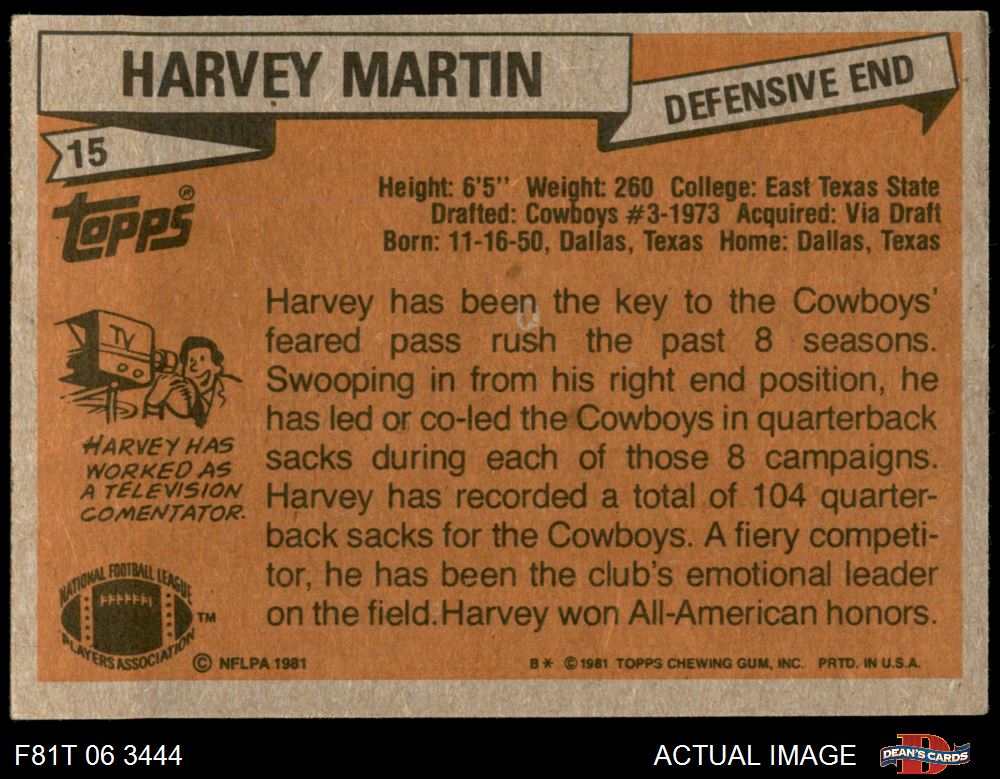 HARVEY MARTIN
DEFENSIVE END
15
TOPPS®
Height: 6'5'' Weight: 260 College: East Texas State
Drafted: Cowboys #3-1973 Acquired: Via Draft
Born: 11-16-50, Dallas, Texas Home: Dallas, Texas
Harvey has been the key to the Cowboys'
feared pass rush the past 8 seasons.
Swooping in from his right end position, he
has led or co-led the Cowboys in quarterback
sacks during each of those 8 campaigns.
Harvey has recorded a total of 104 quarter-
back sacks for the Cowboys. A fiery competi-
tor, he has been the club's emotional leader
on the field.Harvey won All-American honors.
TV
HARVEY HAS
WORKED AS
A TELEVISION
COMENTATOR.
NATIONAL FOOTBALL LEAGUE
PLAYERS ASSOCIATION
TM
© NFLPA 1981
B* © 1981 TOPPS CHEWING GUM, INC. PRTD. IN U.S.A.
F81T 06 3444
ACTUAL IMAGE
DEAN'S CARDS